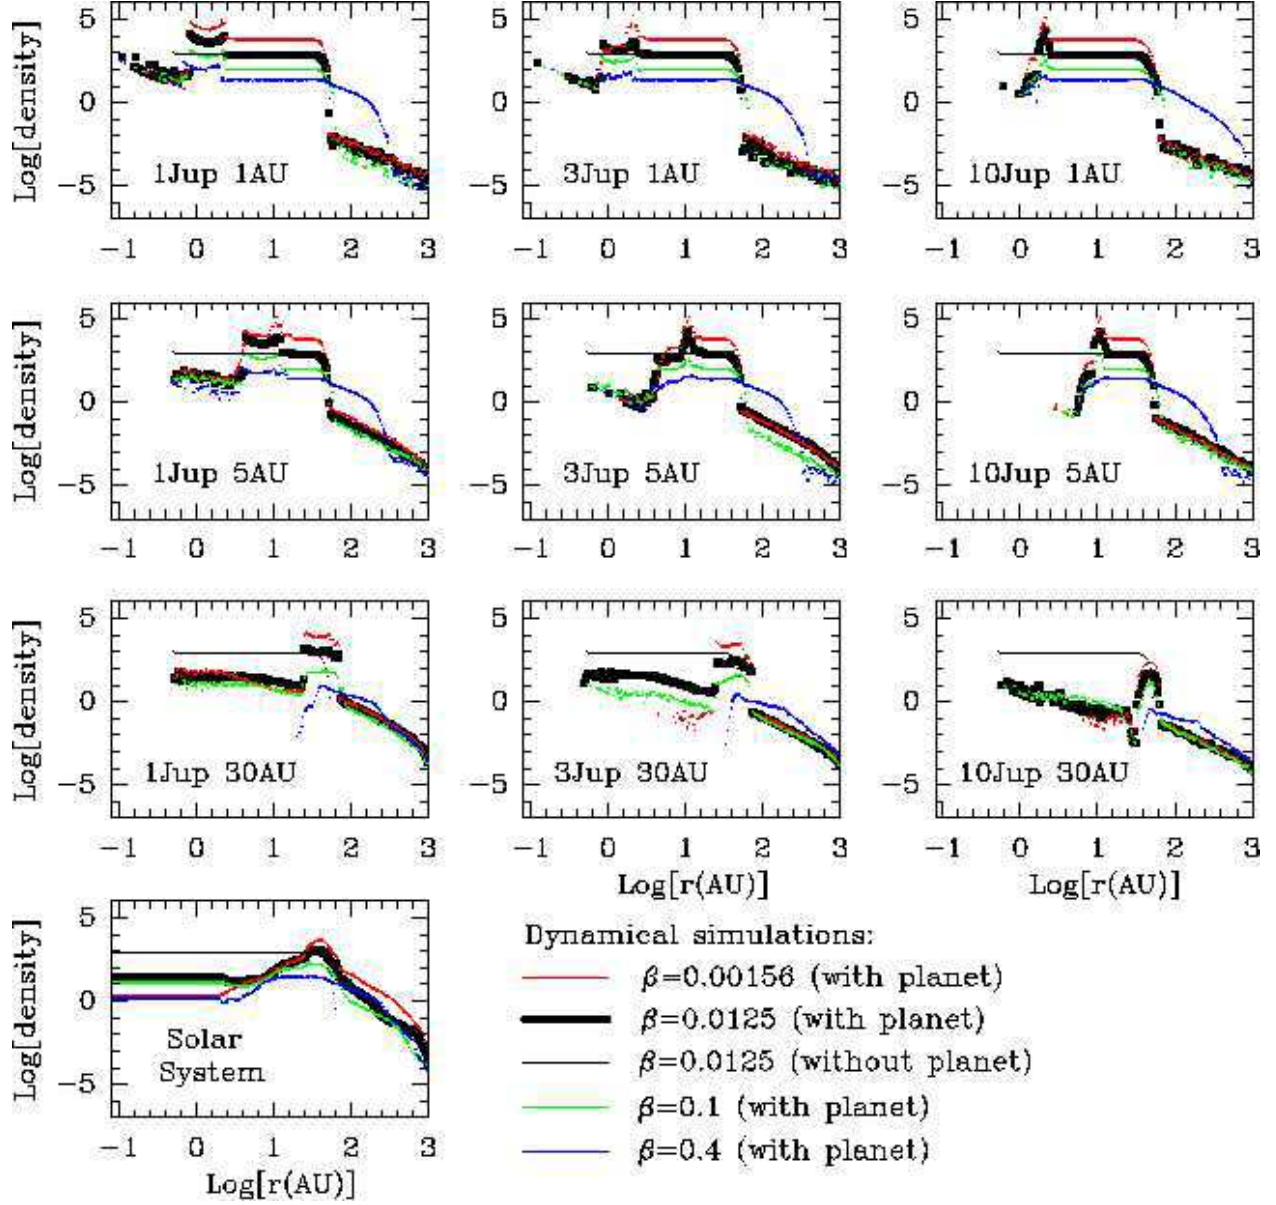 5 5 5
0 0 0
−5 −5 −5
Log[density]
1Jup 1AU 3Jup 1AU 10Jup 1AU
−1 0 1 2 3 −1 0 1 2 3 −1 0 1 2 3
5 5 5
0 0 0
−5 −5 −5
Log[density]
1Jup 5AU 3Jup 5AU 10Jup 5AU
−1 0 1 2 3 −1 0 1 2 3 −1 0 1 2 3
5 5 5
0 0 0
−5 −5 −5
Log[density]
1Jup 30AU 3Jup 30AU 10Jup 30AU
−1 0 1 2 3 −1 0 1 2 3 −1 0 1 2 3
Log[r(AU)] Log[r(AU)]
5
0
−5
Log[density]
Solar
System
−1 0 1 2 3
Log[r(AU)]
Dynamical simulations:
β=0.00156 (with planet)
β=0.0125 (with planet)
β=0.0125 (without planet)
β=0.1 (with planet)
β=0.4 (with planet)